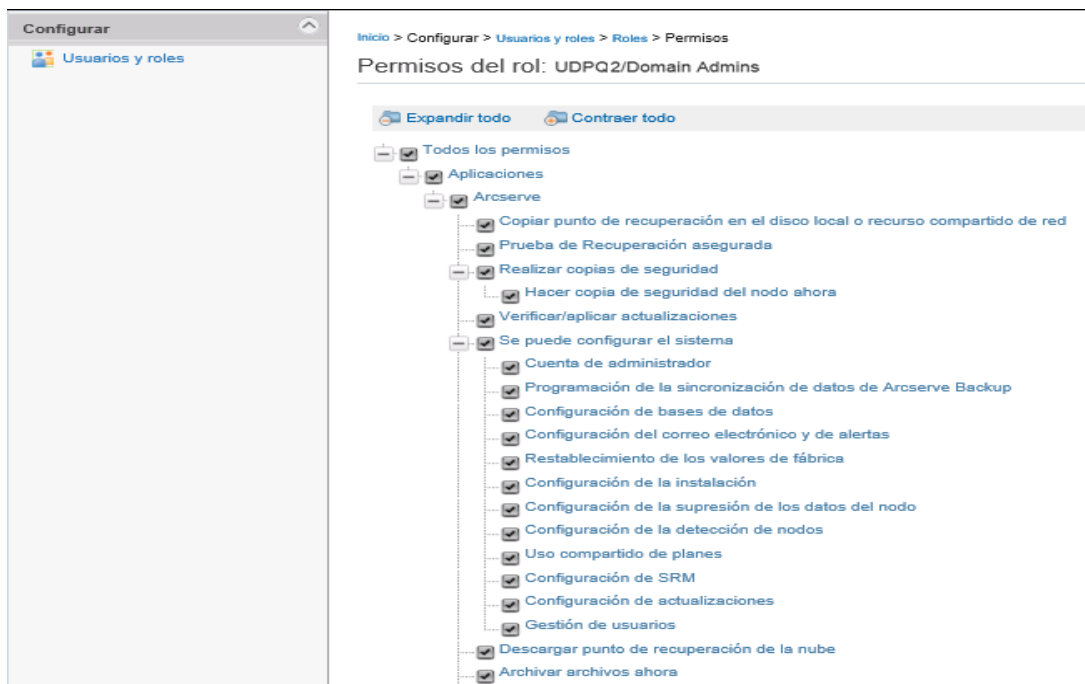 Configurar
Usuarios y roles
Inicio > Configurar > Usuarios y roles > Roles > Permisos
Permisos del rol: UDPQ2/Domain Admins
Expandir todo Contraer todo
Todos los permisos
Aplicaciones
Arcserve
Copiar punto de recuperación en el disco local o recurso compartido de red
Prueba de Recuperación asegurada
Realizar copias de seguridad
Hacer copia de seguridad del nodo ahora
Verificar/aplicar actualizaciones
Se puede configurar el sistema
Cuenta de administrador
Programación de la sincronización de datos de Arcserve Backup
Configuración de bases de datos
Configuración del correo electrónico y de alertas
Restablecimiento de los valores de fábrica
Configuración de la instalación
Configuración de la supresión de los datos del nodo
Configuración de la detección de nodos
Uso compartido de planes
Configuración de SRM
Configuración de actualizaciones
Gestión de usuarios
Descargar punto de recuperación de la nube
Archivar archivos ahora